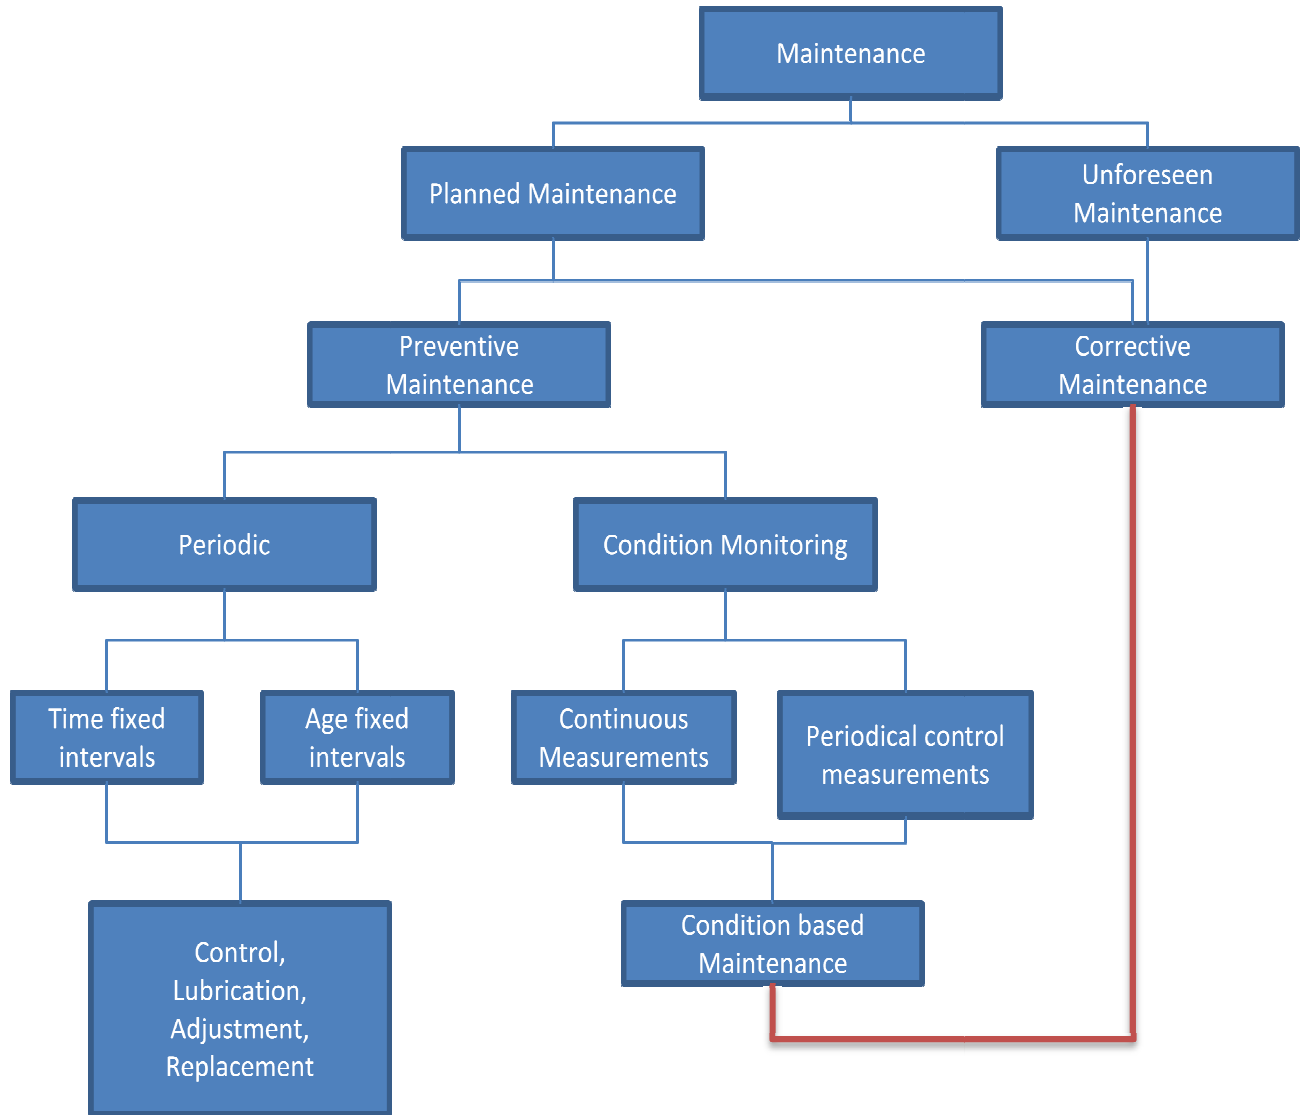 Maintenance
Planned Maintenance
Unforeseen
Maintenance
Preventive
Maintenance
Corrective
Maintenance
Periodic
Condition Monitoring
Time fixed
intervals
Age fixed
intervals
Continuous
Measurements
Periodical control
measurements
Control,
Lubrication,
Adjustment,
Replacement
Condition based
Maintenance